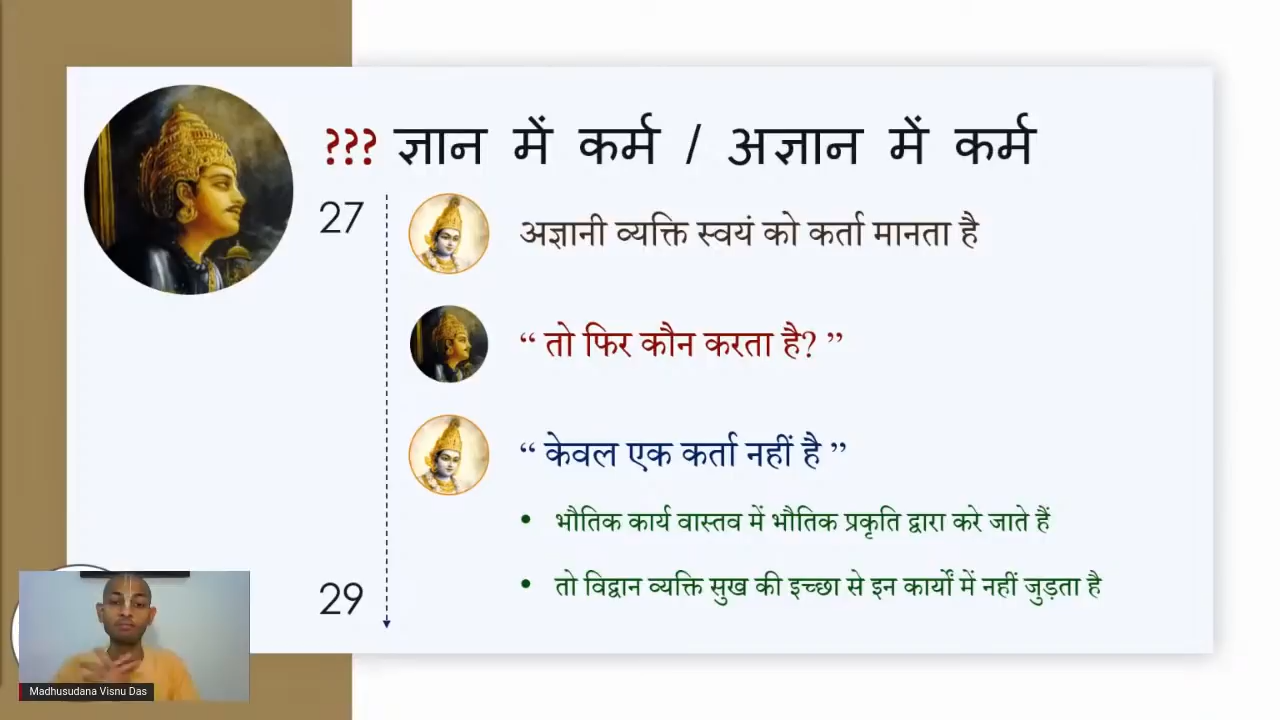 ??? ज्ञान में कर्म / अज्ञान में कर्म
27
अज्ञानी व्यक्ति स्वयं को कर्ता मानता है
“ तो फिर कौन करता है? ”
“ केवल एक कर्ता नहीं है ”
• भौतिक कार्य वास्तव में भौतिक प्रकृति द्वारा करे जाते हैं
• तो विद्वान व्यक्ति सुख की इच्छा से इन कार्यों में नहीं जुड़ता है
29
Madhusudana Visnu Das